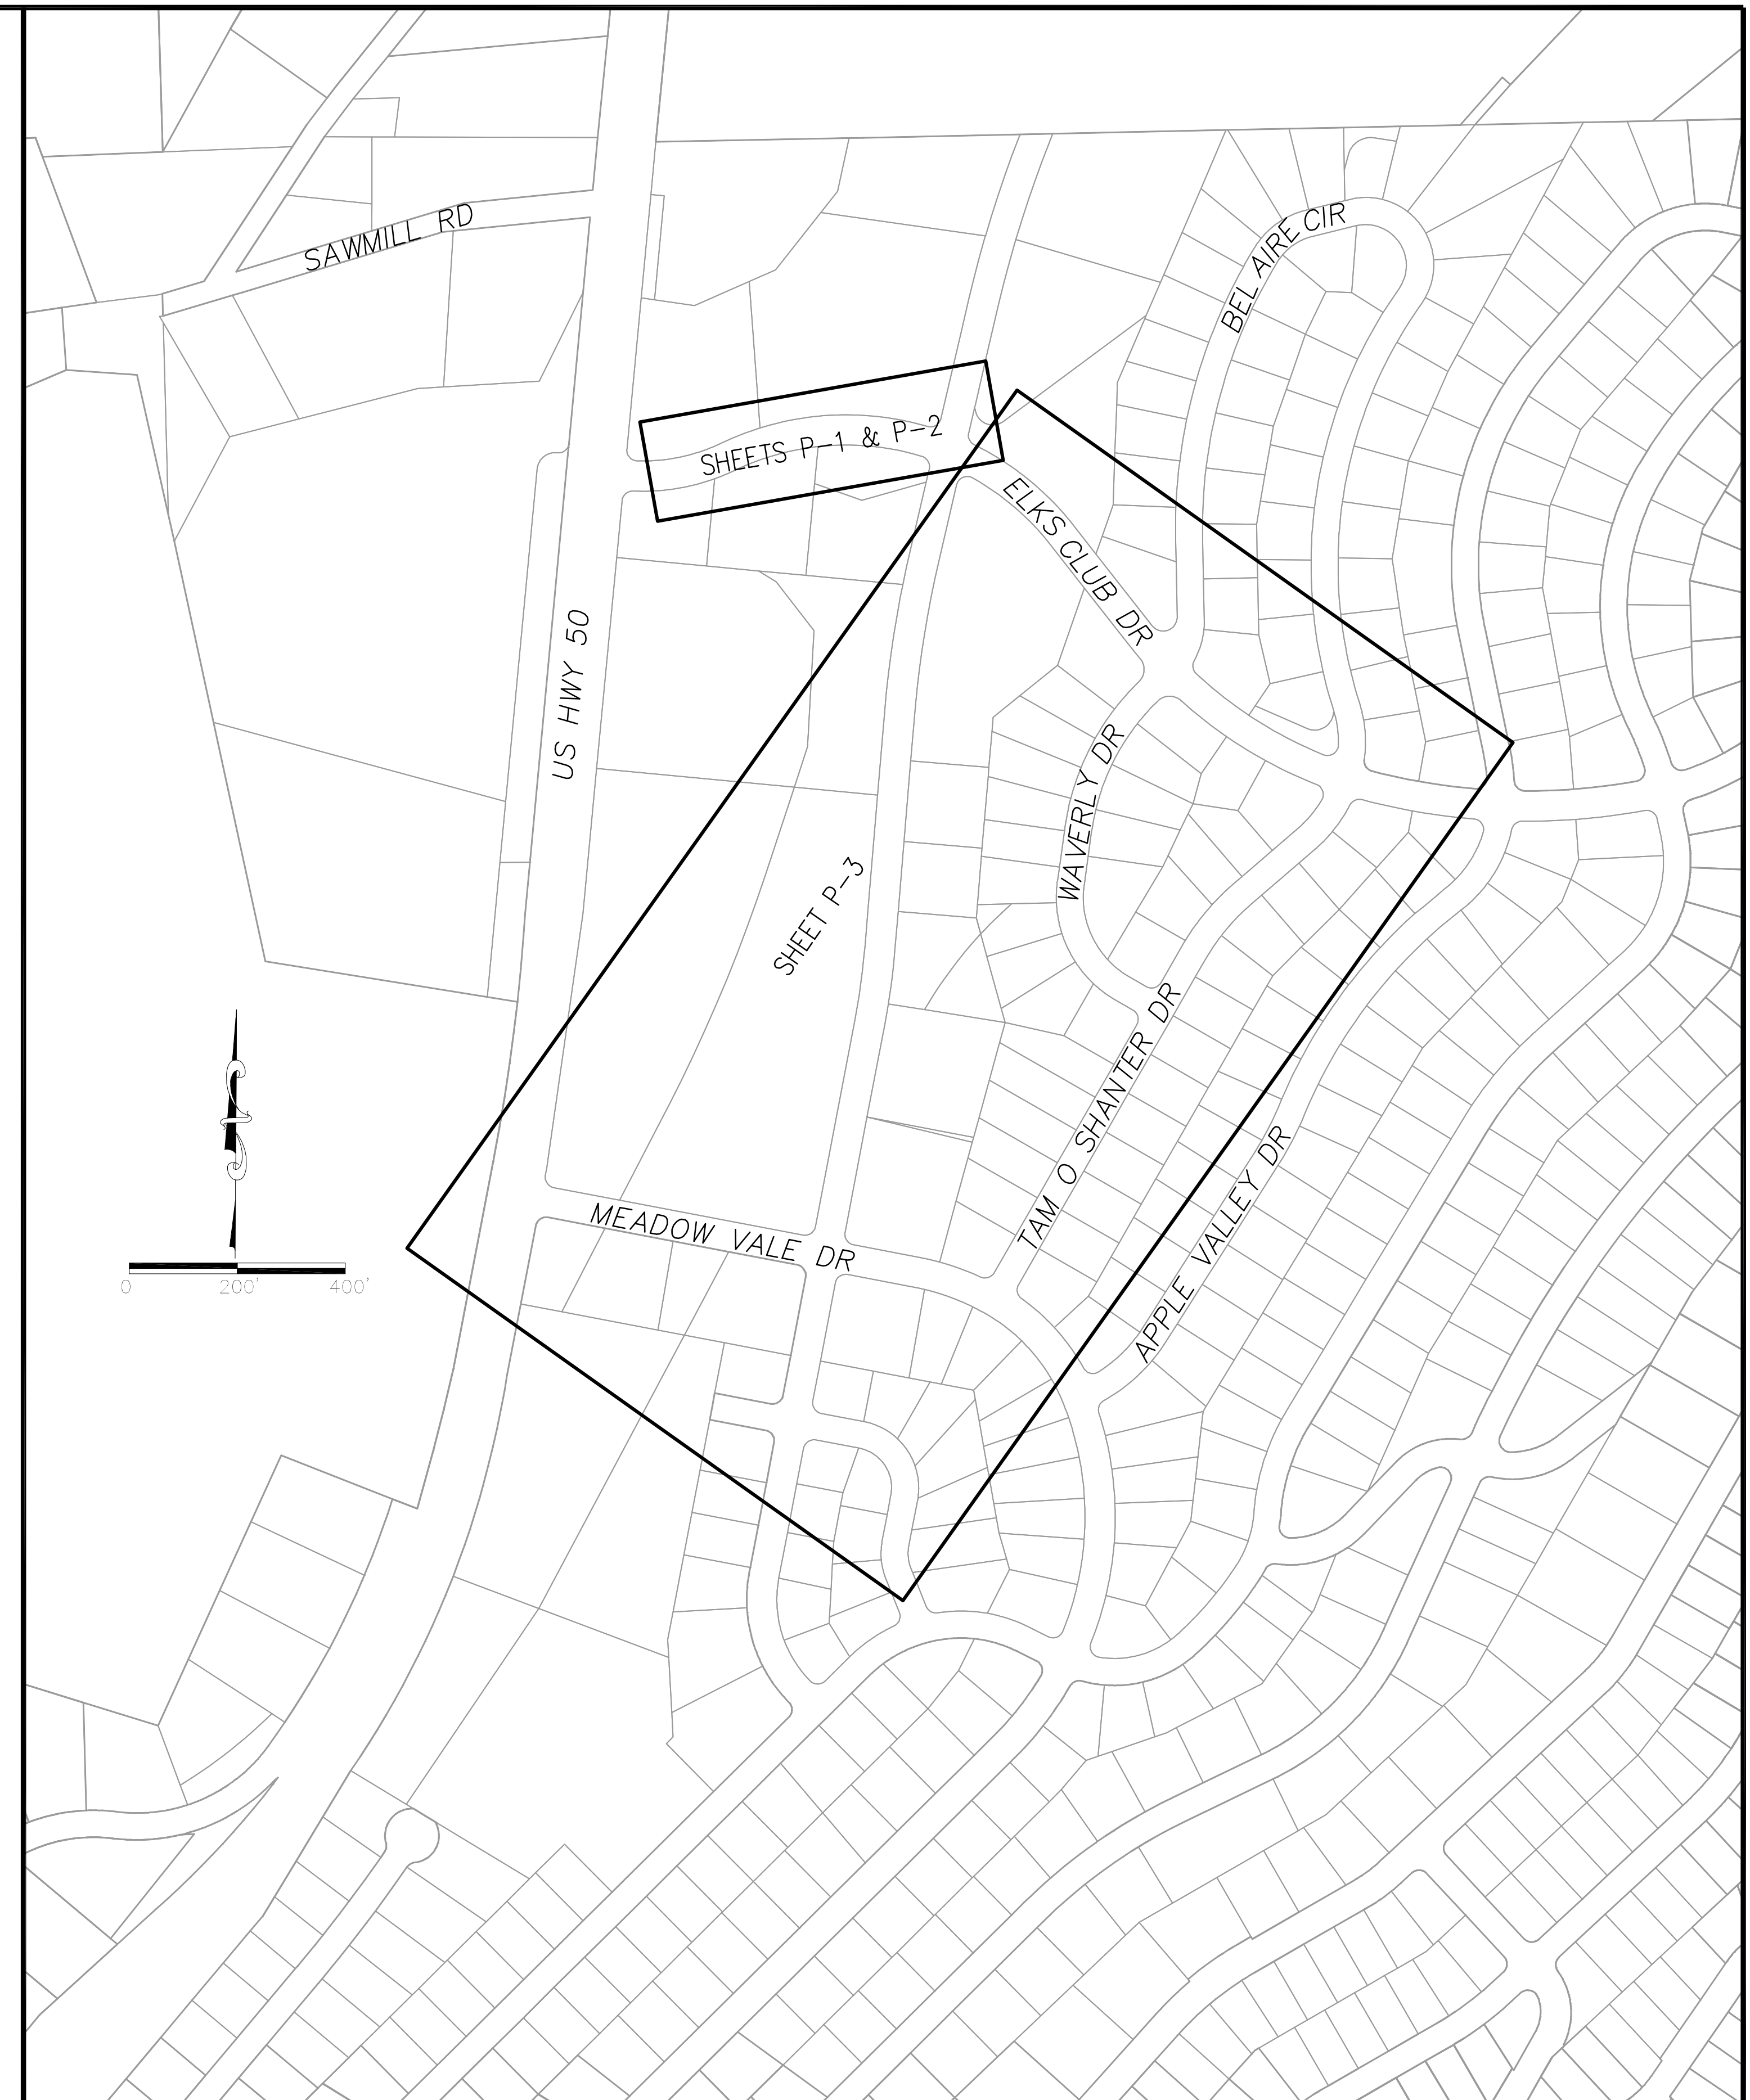 SAWMILL RD
BEL AIRE CIR
SHEETS P-1 & P-2
ELKS CLUB DR
US HWY 50
WAVERLY DR
SHEET P-3
TAM O SHANTER DR
APPLE VALLEY DR
MEADOW VALE DR
0 200' 400'